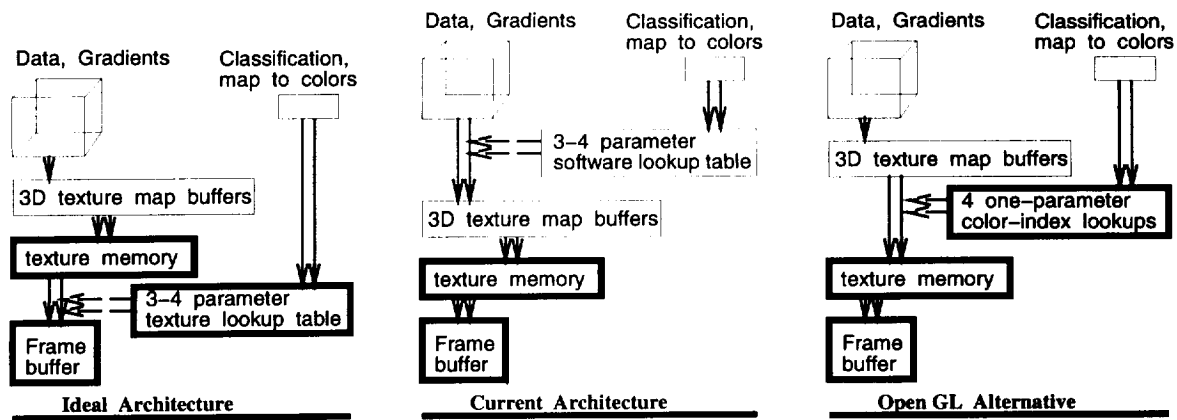 Data, Gradients
Classification,
map to colors
3D texture map buffers
texture memory
3-4 parameter
texture lookup table
Frame
buffer
Ideal Architecture
Data, Gradients
Classification,
map to colors
3-4 parameter
software lookup table
3D texture map buffers
texture memory
Frame
buffer
Current Architecture
Data, Gradients
Classification,
map to colors
3D texture map buffers
4 one-parameter
color-index lookups
texture memory
Frame
buffer
Open GL Alternative